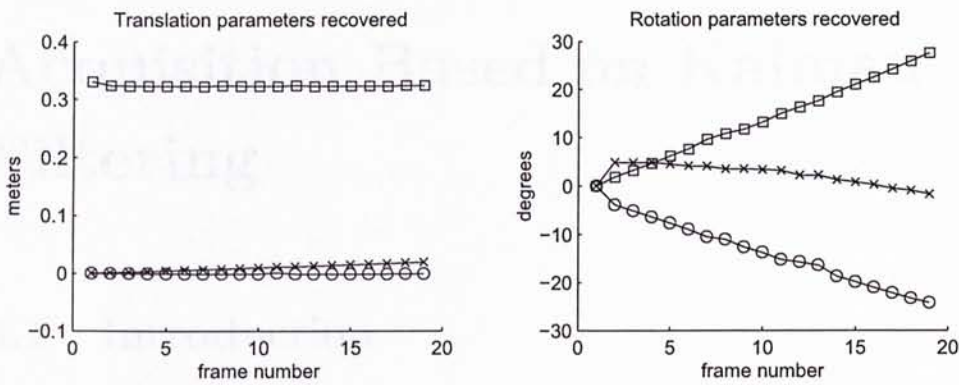 Translation parameters recovered
0.4
0.3
0.2
0.1
0
−0.1
meters
0 5 10 15 20
frame number
Rotation parameters recovered
30
20
10
0
−10
−20
−30
degrees
0 5 10 15 20
frame number